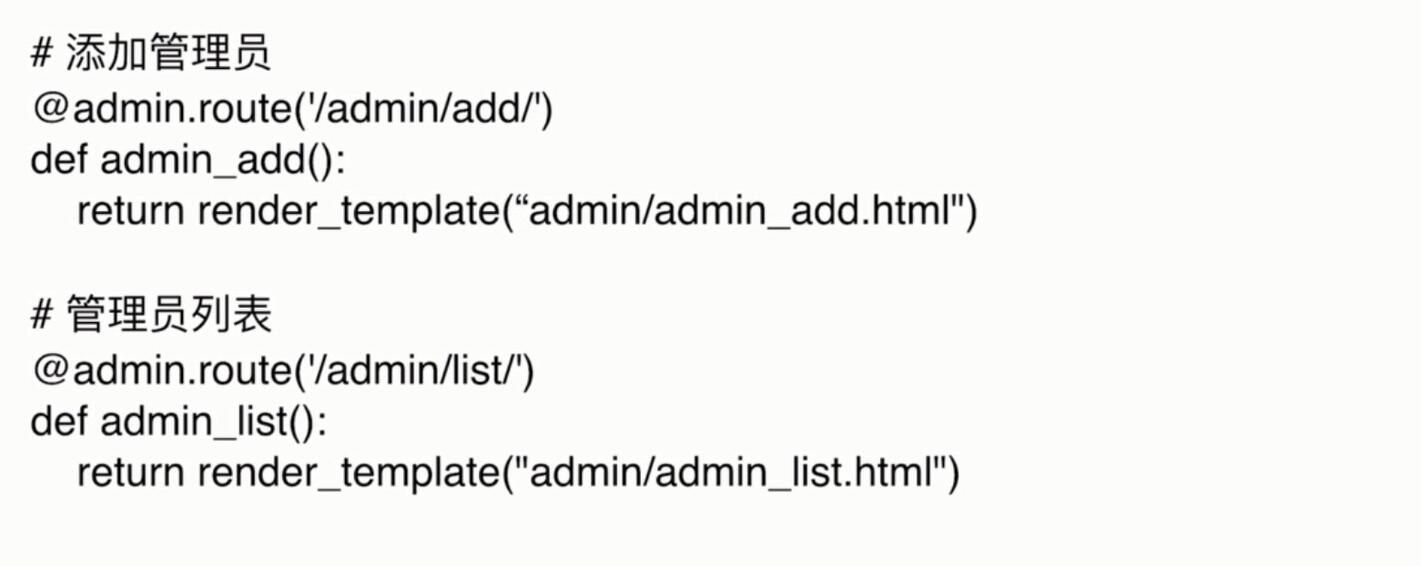 # 添加管理员
@admin.route('/admin/add/')
def admin_add():
    return render_template(“admin/admin_add.html")
# 管理员列表
@admin.route('/admin/list/')
def admin_list():
    return render_template("admin/admin_list.html")